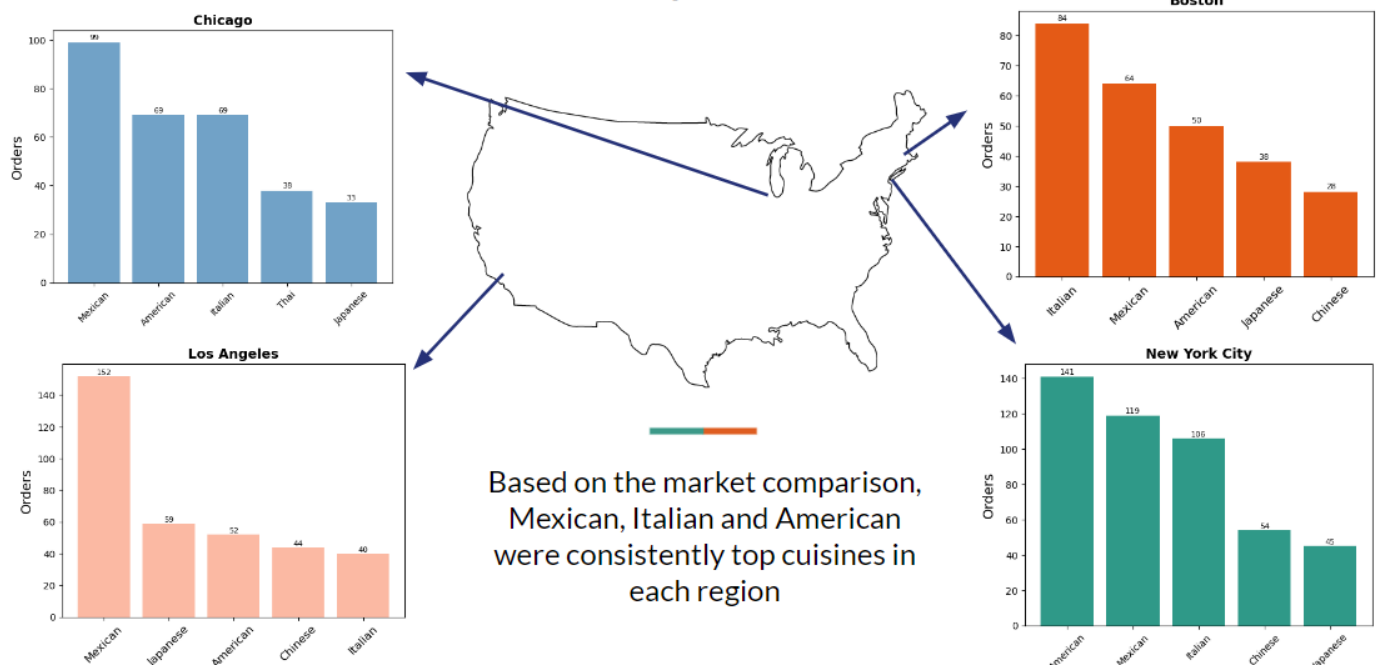 Chicago
99
69
69
38
33
100
80
60
40
20
0
Orders
Mexican
American
Italian
Thai
Japanese
Boston
84
64
50
38
28
80
70
60
50
40
30
20
10
0
Orders
Italian
Mexican
American
Japanese
Chinese
Los Angeles
152
59
52
44
40
140
120
100
80
60
40
20
0
Orders
Mexican
Japanese
American
Chinese
Italian
Based on the market comparison,
Mexican, Italian and American
were consistently top cuisines in
each region
New York City
141
119
106
54
45
140
120
100
80
60
40
20
0
Orders
American
Mexican
Italian
Chinese
Japanese